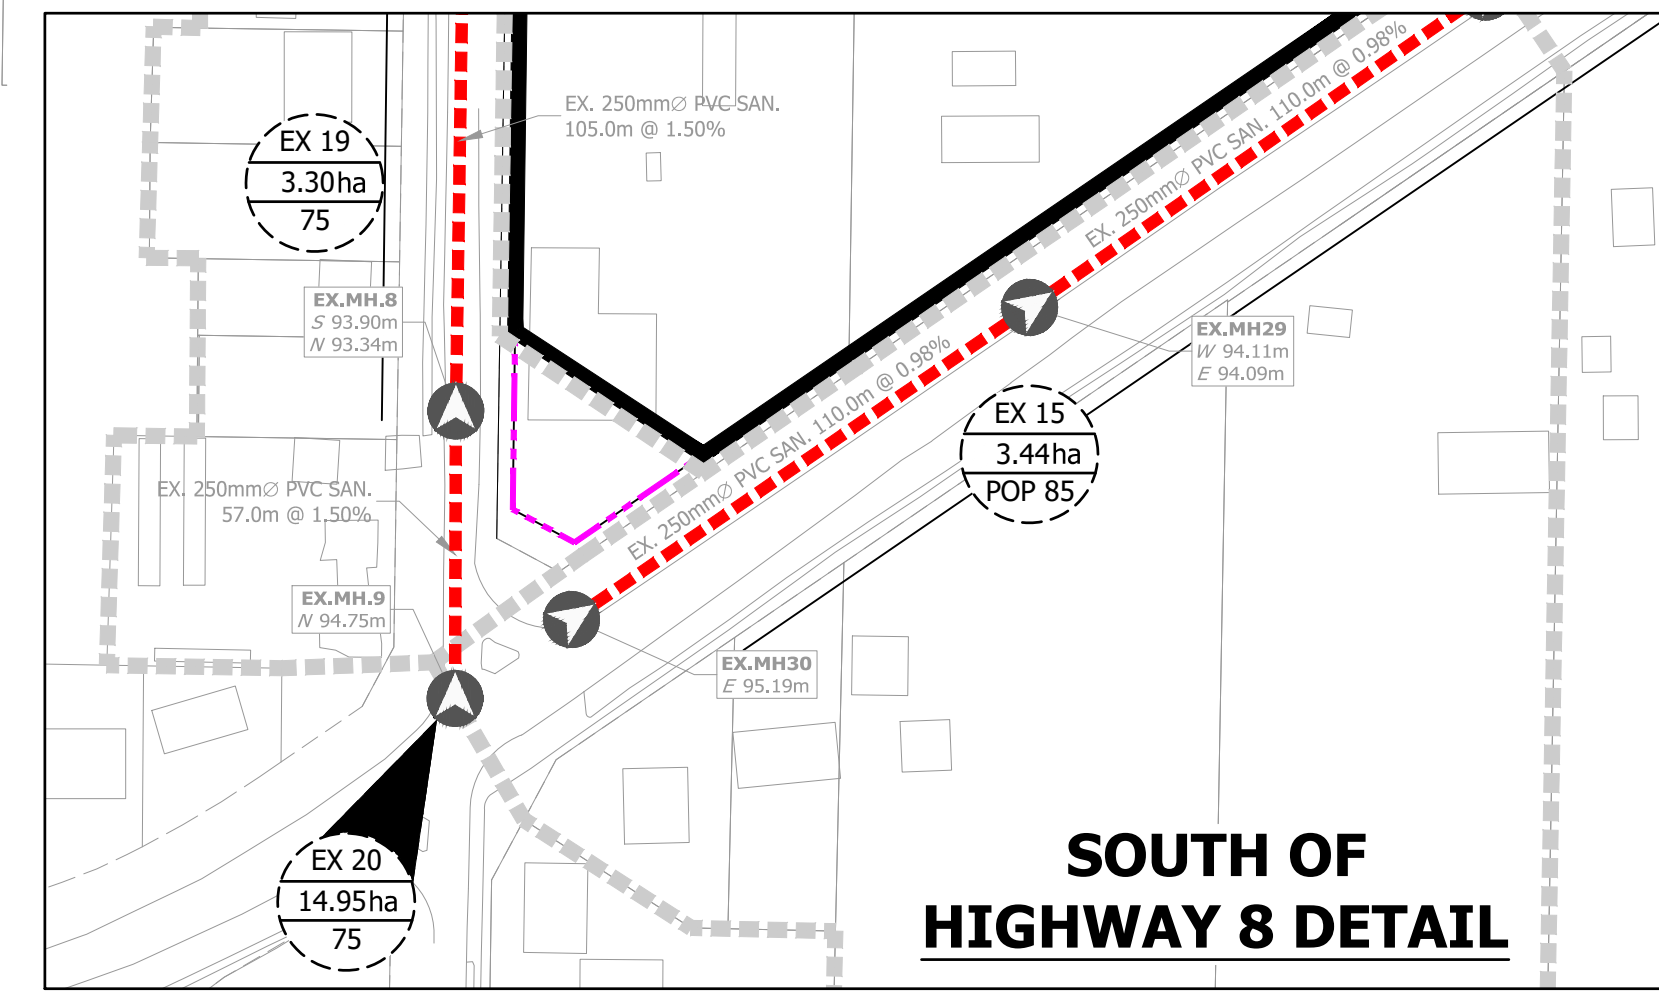 EX. 250mmØ PVC SAN.
105.0m @ 1.50%
EX. 250mmØ PVC SAN. 110.0m @ 0.98%
EX 19
3.30ha
75
EX.MH.8
S 93.90m
N 93.34m
EX.MH29
W 94.11m
E 94.09m
EX. 250mmØ PVC SAN. 110.0m @ 0.98%
EX 15
3.44ha
POP 85
EX. 250mmØ PVC SAN.
57.0m @ 1.50%
EX.MH.9
N 94.75m
EX.MH30
E 95.19m
EX 20
14.95ha
75
SOUTH OF
HIGHWAY 8 DETAIL